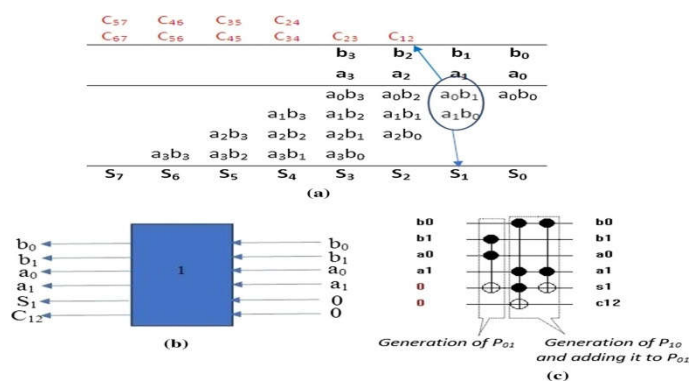 C57 C46 C35 C24
C67 C56 C45 C34 C23 C12
b3 b2 b1 b0
a3 a2 a1 a0
a0b3 a0b2 a0b1 a0b0
a1b3 a1b2 a1b1 a1b0
a2b3 a2b2 a2b1 a2b0
a3b3 a3b2 a3b1 a3b0
S7 S6 S5 S4 S3 S2 S1 S0
(a)
b0 b0
b1 b1
a0 a0
a1 1 a1
S1 0
C12 0
(b)
b0 b0
b1 b1
a0 a0
a1 a1
0 s1
0 c12
Generation of P01 Generation of P10
and adding it to P01
(c)